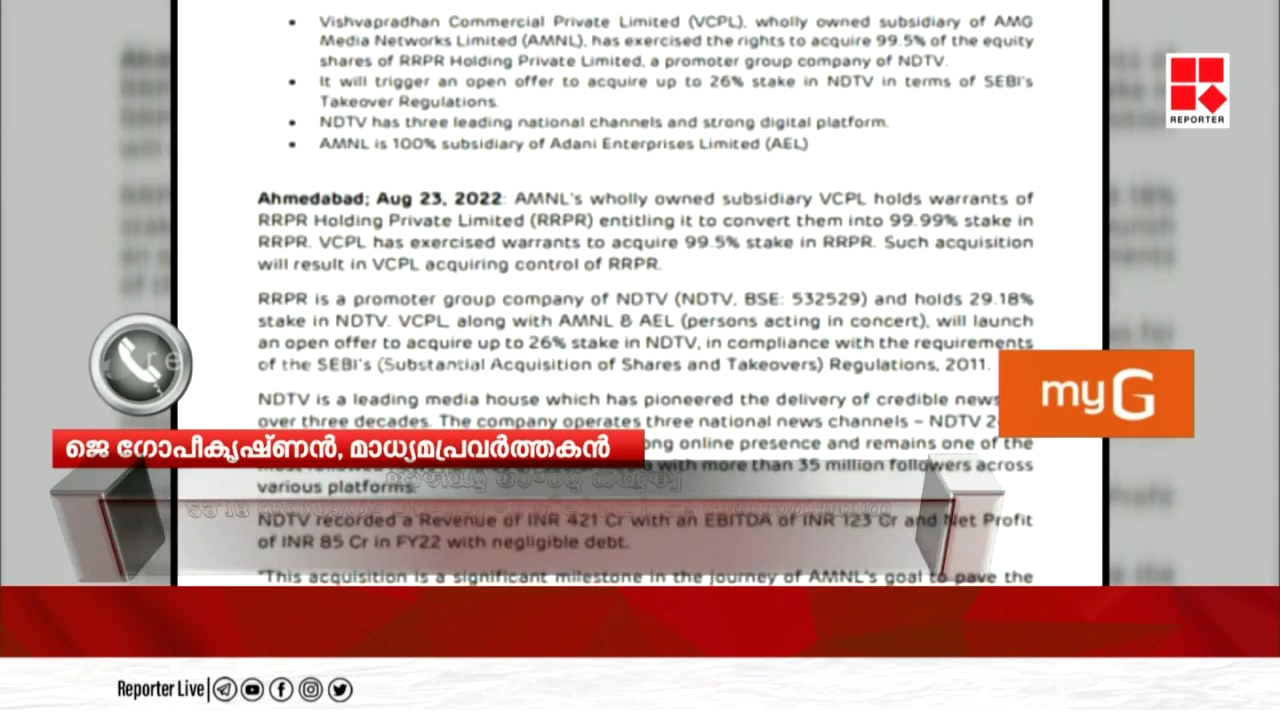 • Vishvapradhan Commercial Private Limited (VCPL), wholly owned subsidiary of AMG
Media Networks Limited (AMNL), has exercised the rights to acquire 99.5% of the equity
shares of RRPR Holding Private Limited, a promoter group company of NDTV.
• It will trigger an open offer to acquire up to 26% stake in NDTV in terms of SEBI's
Takeover Regulations.
• NDTV has three leading national channels and strong digital platform.
• AMNL is 100% subsidiary of Adani Enterprises Limited (AEL)
REPORTER
Ahmedabad; Aug 23, 2022: AMNL's wholly owned subsidiary VCPL holds warrants of
RRPR Holding Private Limited (RRPR) entitling it to convert them into 99.99% stake in
RRPR. VCPL has exercised warrants to acquire 99.5% stake in RRPR. Such acquisition
will result in VCPL acquiring control of RRPR.
RRPR is a promoter group company of NDTV (NDTV, BSE: 532529) and holds 29.18%
stake in NDTV. VCPL, along with AMNL & AEL (persons acting in concert), will launch
an open offer to acquire up to 26% stake in NDTV, in compliance with the requirements
of the SEBI's (Substantial Acquisition of Shares and Takeovers) Regulations, 2011.
myG
NDTV is a leading media house which has pioneered the delivery of credible news
over three decades. The company operates three national news channels – NDTV
ong online presence and remains one of the
with more than 35 million followers across
various platforms.
ജെ ഗോപീകൃഷ്ണൻ, മാധ്യമപ്രവർത്തകൻ
NDTV recorded a Revenue of INR 421 Cr with an EBITDA of INR 123 Cr and Net Profit
of INR 85 Cr in FY22 with negligible debt.
"This acquisition is a significant milestone in the journey of AMNL's goal to pave the
Reporter Live